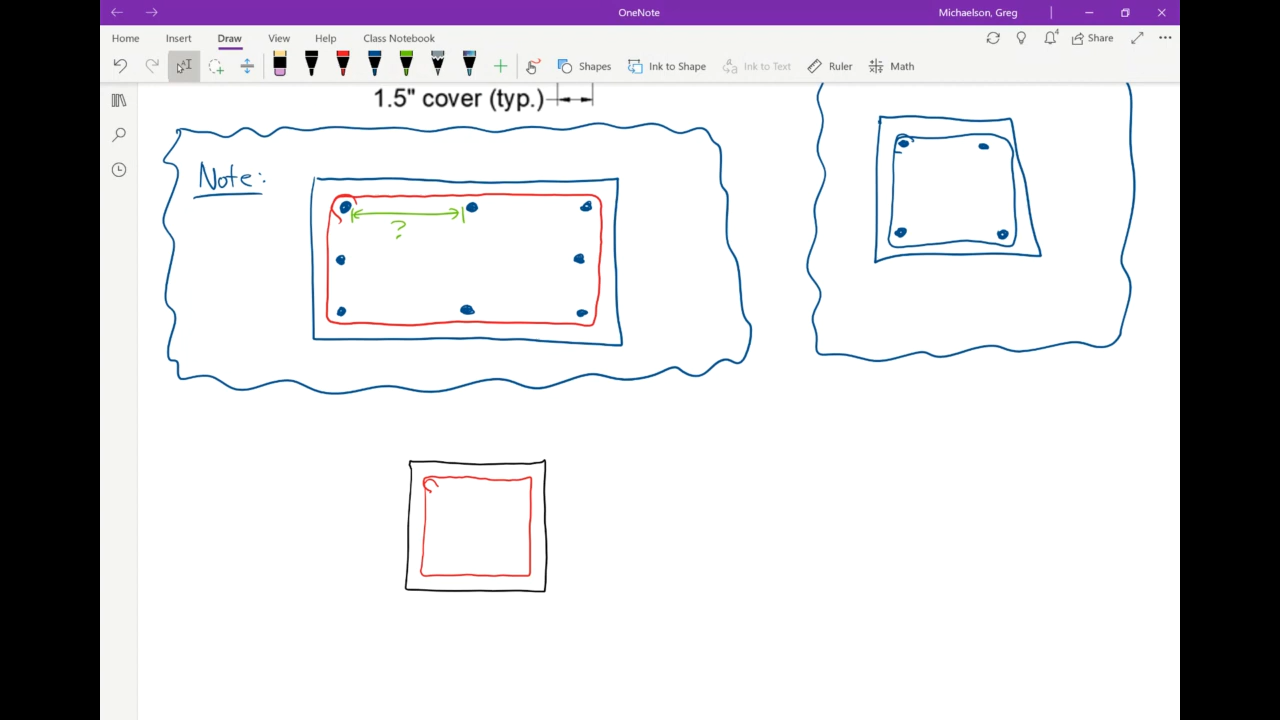 OneNote
Michaelson, Greg
Home Insert Draw View Help Class Notebook
4
Share
Shapes Ink to Shape Ink to Text Ruler Math
1.5" cover (typ.)
Note:
?